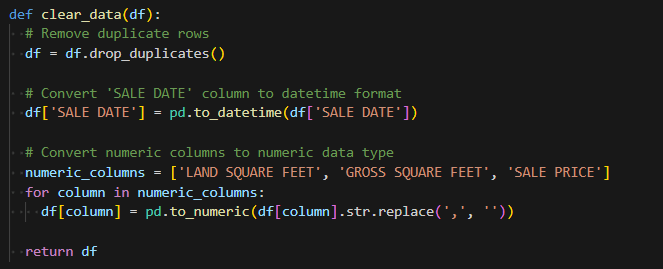 def clear_data(df):
  # Remove duplicate rows
  df = df.drop_duplicates()

  # Convert 'SALE DATE' column to datetime format
  df['SALE DATE'] = pd.to_datetime(df['SALE DATE'])

  # Convert numeric columns to numeric data type
  numeric_columns = ['LAND SQUARE FEET', 'GROSS SQUARE FEET', 'SALE PRICE']
  for column in numeric_columns:
    df[column] = pd.to_numeric(df[column].str.replace(',', ''))

  return df